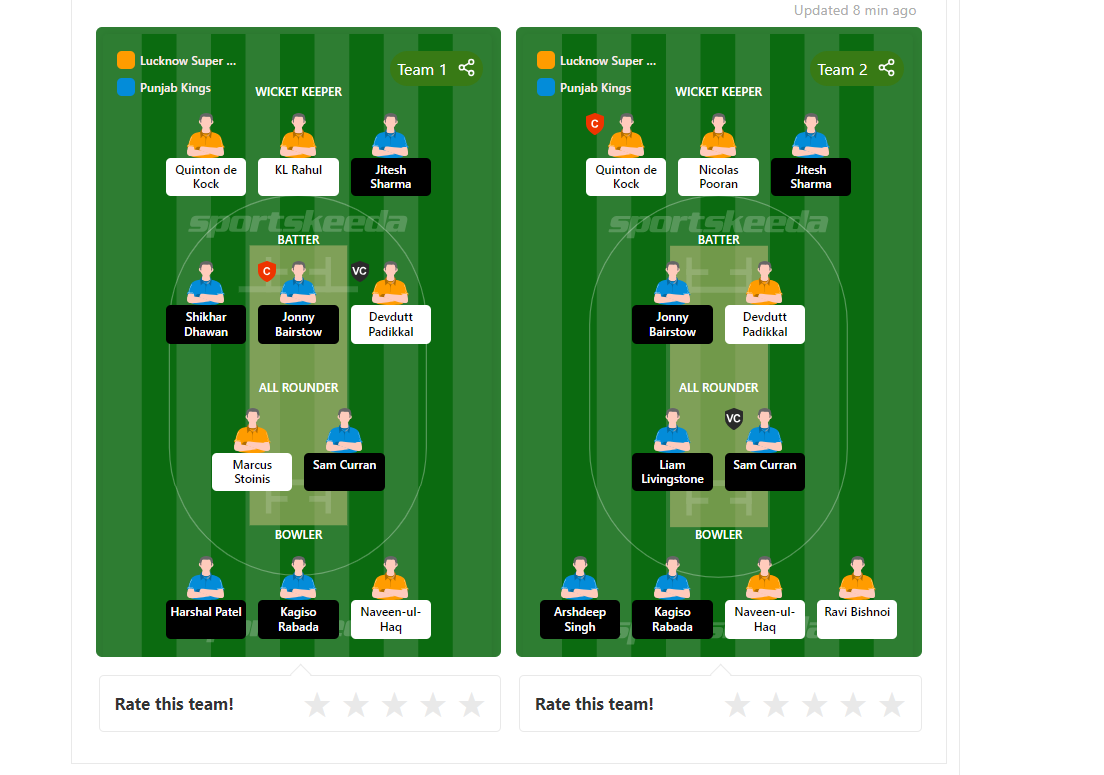 Updated 8 min ago
Lucknow Super ...
Punjab Kings
Team 1
WICKET KEEPER
Quinton de
Kock
KL Rahul
Jitesh
Sharma
sportskeeda
BATTER
C
VC
Shikhar
Dhawan
Jonny
Bairstow
Devdutt
Padikkal
ALL ROUNDER
Marcus
Stoinis
Sam Curran
BOWLER
Harshal Patel
Kagiso
Rabada
Naveen-ul-
Haq
Rate this team!
Lucknow Super ...
Punjab Kings
Team 2
WICKET KEEPER
C
Quinton de
Kock
Nicolas
Pooran
Jitesh
Sharma
sportskeeda
BATTER
Jonny
Bairstow
Devdutt
Padikkal
ALL ROUNDER
VC
Liam
Livingstone
Sam Curran
BOWLER
Arshdeep
Singh
Kagiso
Rabada
Naveen-ul-
Haq
Ravi Bishnoi
Rate this team!